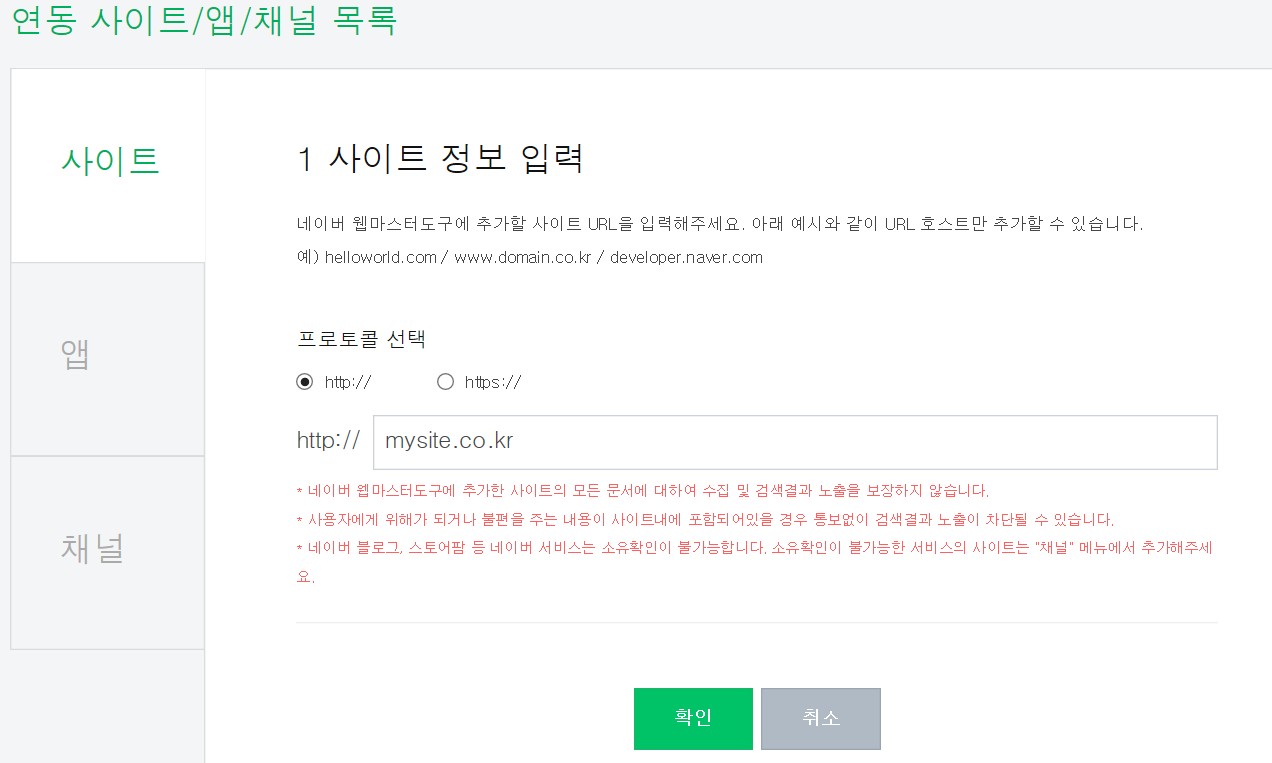 연동 사이트/앱/채널 목록
사이트
앱
채널
1 사이트 정보 입력
네이버 웹마스터도구에 추가할 사이트 URL을 입력해주세요. 아래 예시와 같이 URL 호스트만 추가할 수 있습니다.
예) helloworld.com / www.domain.co.kr / developer.naver.com
프로토콜 선택
http:// https://
http:// mysite.co.kr
* 네이버 웹마스터도구에 추가한 사이트의 모든 문서에 대하여 수집 및 검색결과 노출을 보장하지 않습니다.
* 사용자에게 위해가 되거나 불편을 주는 내용이 사이트내에 포함되어있을 경우 통보없이 검색결과 노출이 차단될 수 있습니다.
* 네이버 블로그, 스토어팜 등 네이버 서비스는 소유확인이 불가능합니다. 소유확인이 불가능한 서비스의 사이트는 "채널" 메뉴에서 추가해주세
요.
확인 취소